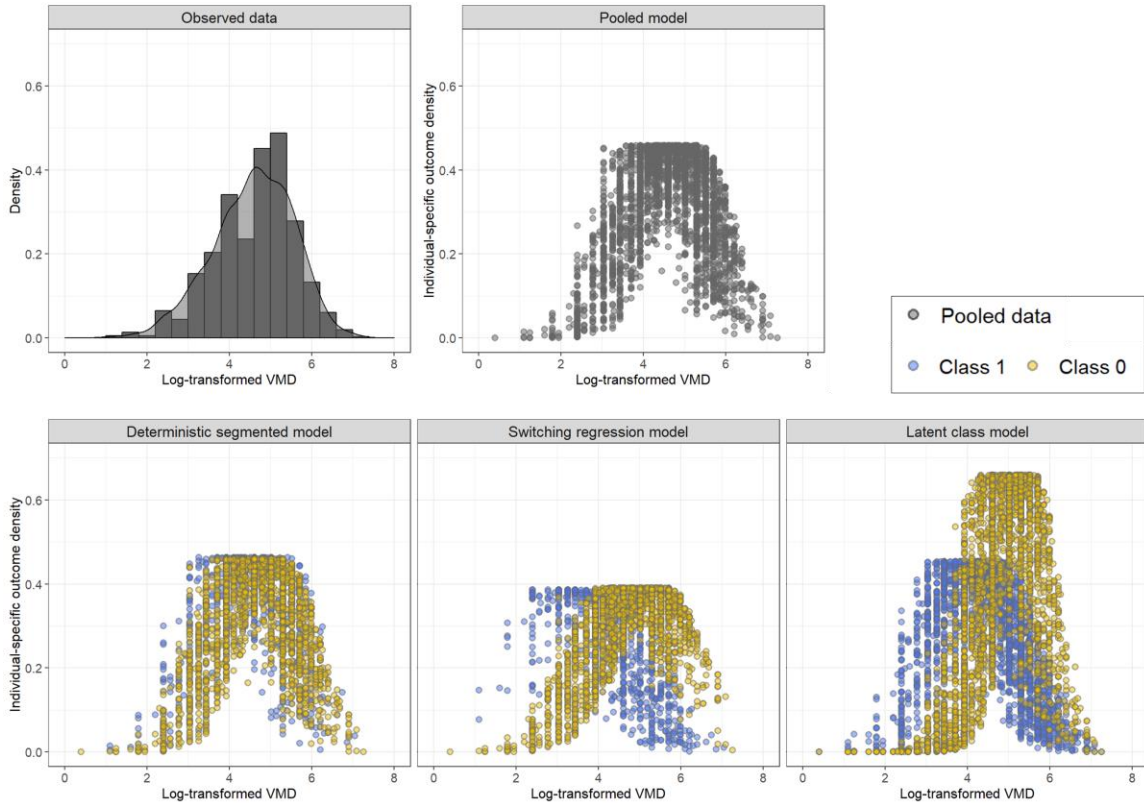 Observed data
Pooled model
Density
0.6
0.4
0.2
0.0
0 2 4 6 8
Log-transformed VMD
Individual-specific outcome density
0.6
0.4
0.2
0.0
0 2 4 6 8
Log-transformed VMD
Pooled data
Class 1 Class 0
Deterministic segmented model
Switching regression model
Latent class model
Individual-specific outcome density
0.6
0.4
0.2
0.0
0 2 4 6 8
Log-transformed VMD
0 2 4 6 8
Log-transformed VMD
0 2 4 6 8
Log-transformed VMD